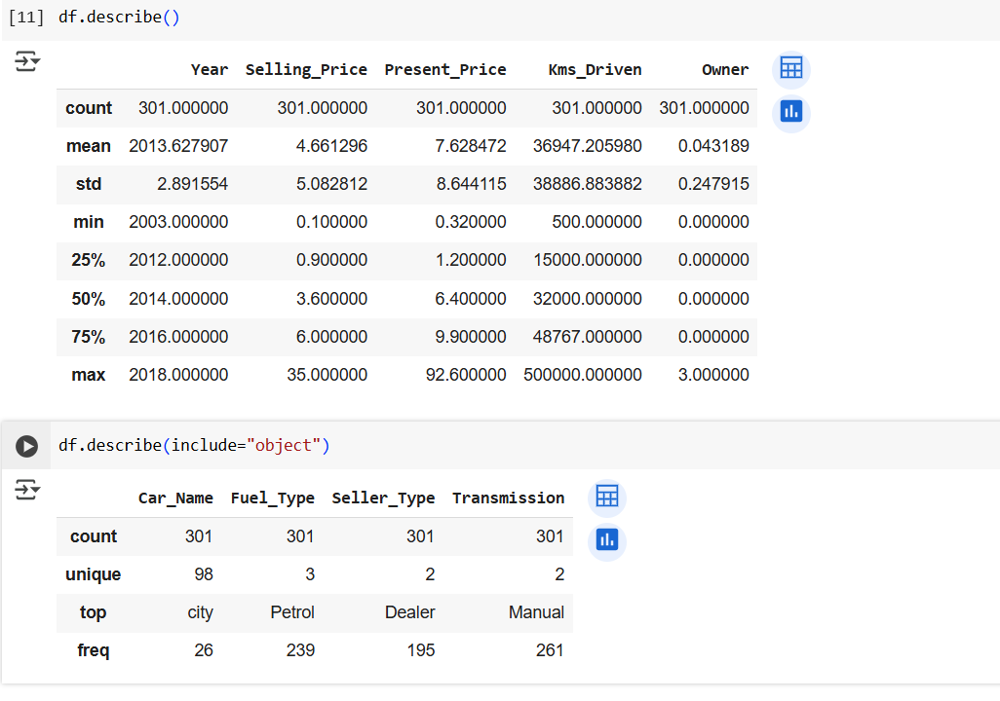 [11] df.describe()
Year Selling_Price Present_Price Kms_Driven Owner
count 301.000000 301.000000 301.000000 301.000000 301.000000
mean 2013.627907 4.661296 7.628472 36947.205980 0.043189
std 2.891554 5.082812 8.644115 38886.883882 0.247915
min 2003.000000 0.100000 0.320000 500.000000 0.000000
25% 2012.000000 0.900000 1.200000 15000.000000 0.000000
50% 2014.000000 3.600000 6.400000 32000.000000 0.000000
75% 2016.000000 6.000000 9.900000 48767.000000 0.000000
max 2018.000000 35.000000 92.600000 500000.000000 3.000000
df.describe(include="object")
Car_Name Fuel_Type Seller_Type Transmission
count 301 301 301 301
unique 98 3 2 2
top city Petrol Dealer Manual
freq 26 239 195 261